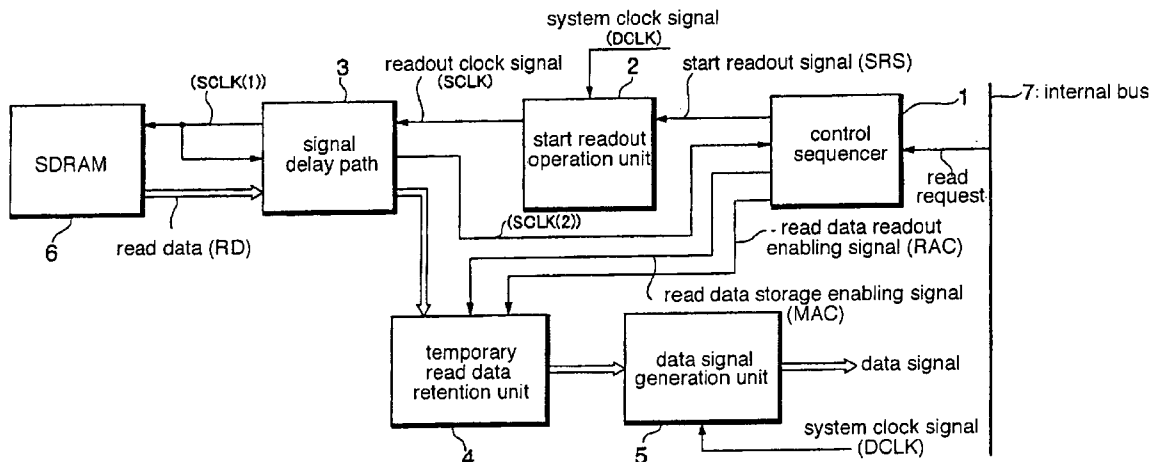 system clock signal
(DCLK)
readout clock signal
(SCLK)
start readout signal (SRS)
(SCLK(1))
3
2
1
7: internal bus
SDRAM
signal
delay path
start readout
operation unit
control
sequencer
read
request
6
read data (RD)
(SCLK(2))
read data readout
enabling signal (RAC)
read data storage enabling signal
(MAC)
temporary
read data
retention unit
data signal
generation unit
data signal
4
5
system clock signal
(DCLK)